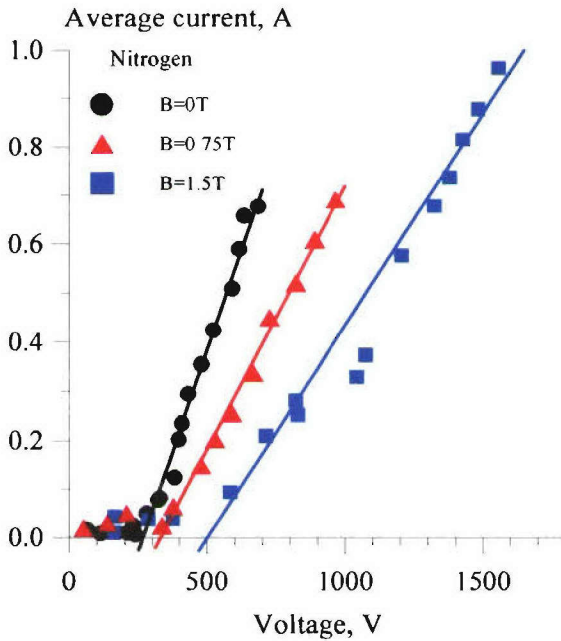 Average current, A
1.0
Nitrogen
B=0T
0.8
B=0 75T
B=1.5T
0.6
0.4
0.2
0.0
0 500 1000 1500
Voltage, V